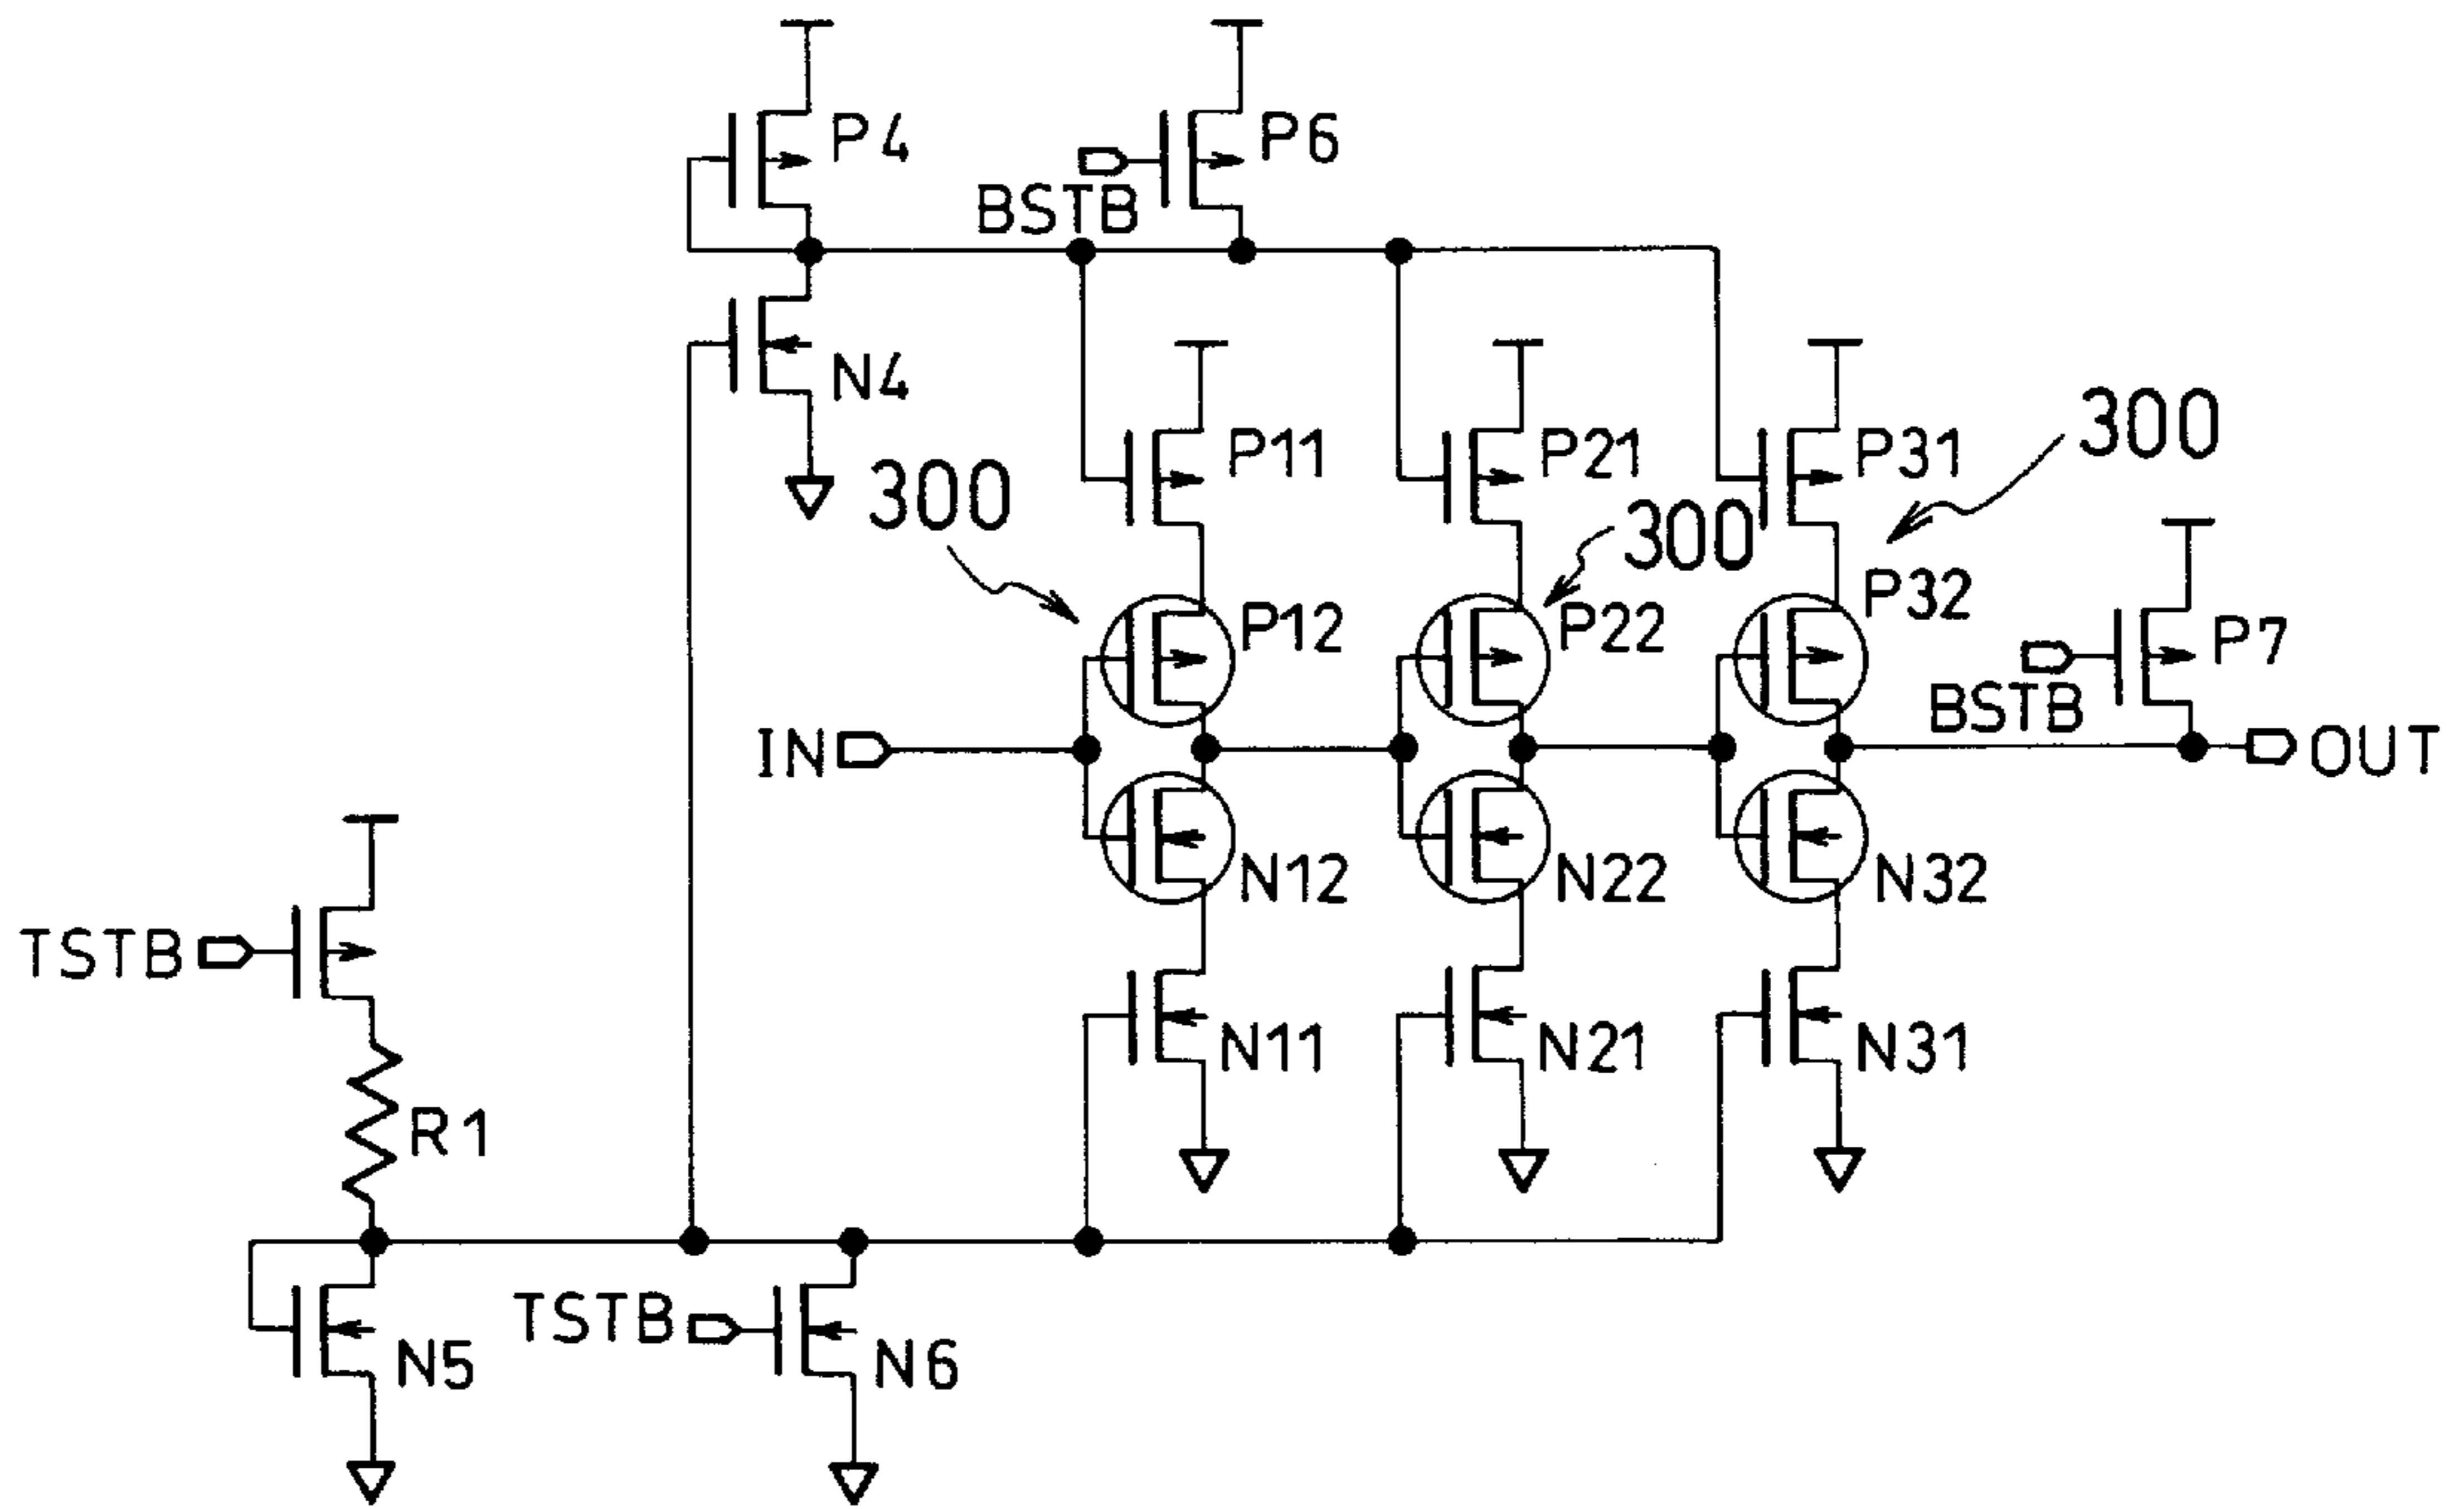 P4
P6
BSTB
N4
P11
P21
P31
300
300
300
P12
P22
P32
P7
BSTB
IN
OUT
N12
N22
N32
TSTB
N11
N21
N31
R1
TSTB
N5
N6